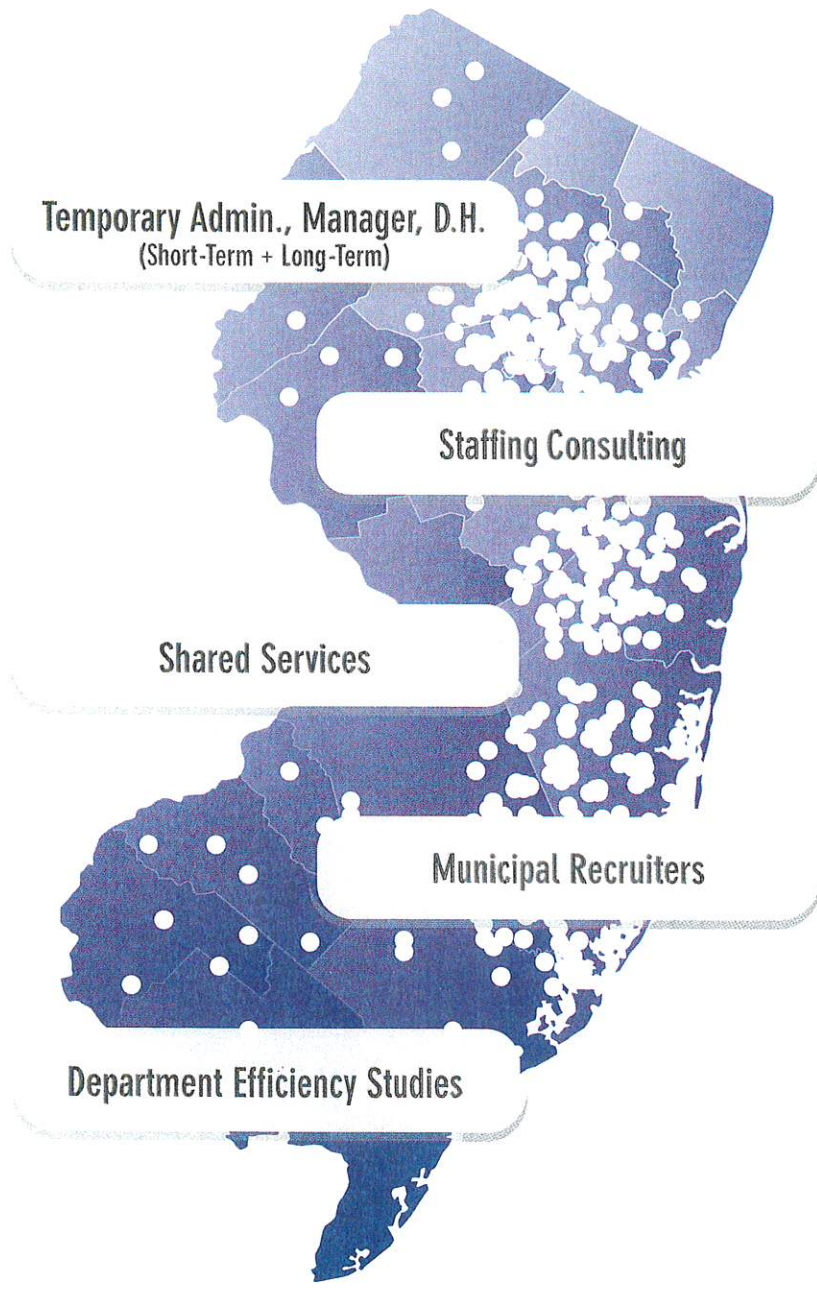 Temporary Admin., Manager, D.H.
(Short-Term + Long-Term)
Staffing Consulting
Shared Services
Municipal Recruiters
Department Efficiency Studies